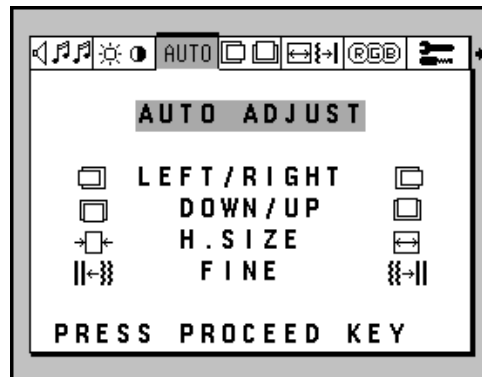 AUTO RGB
AUTO ADJUST
LEFT/RIGHT
DOWN/UP
H.SIZE
FINE
PRESS PROCEED KEY